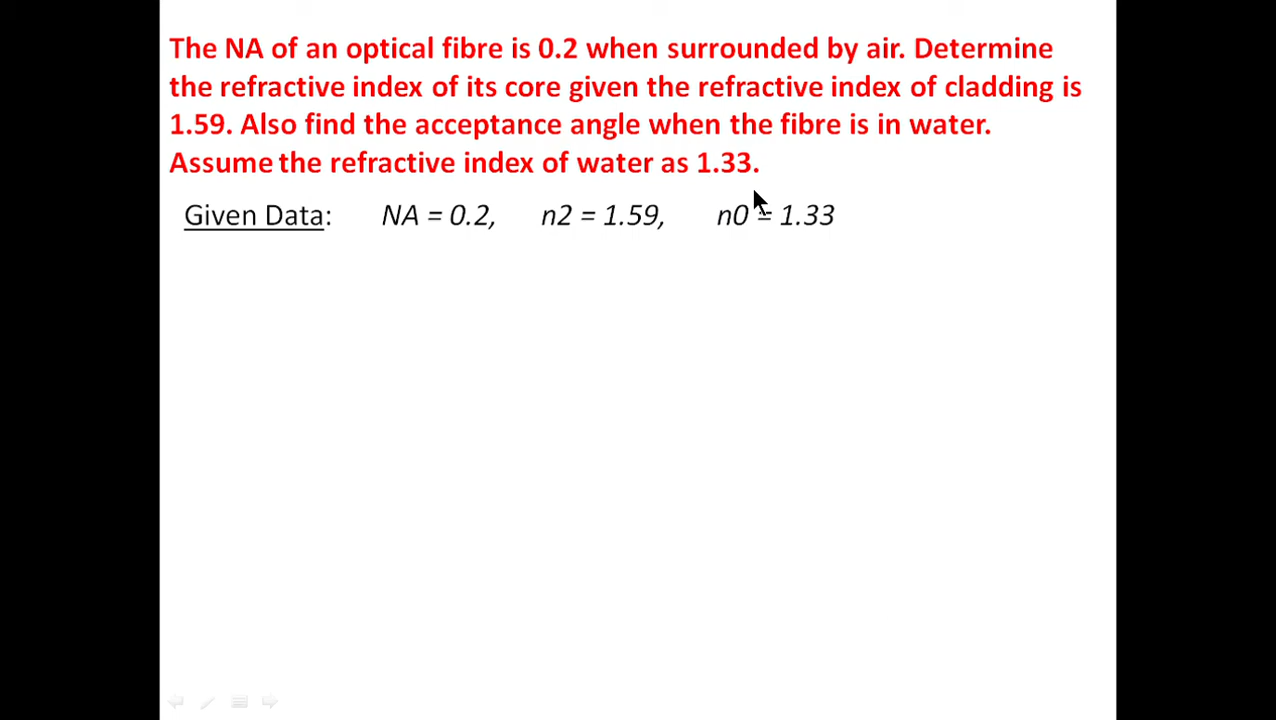 The NA of an optical fibre is 0.2 when surrounded by air. Determine
the refractive index of its core given the refractive index of cladding is
1.59. Also find the acceptance angle when the fibre is in water.
Assume the refractive index of water as 1.33.
Given Data: NA = 0.2, n2 = 1.59, n0 = 1.33